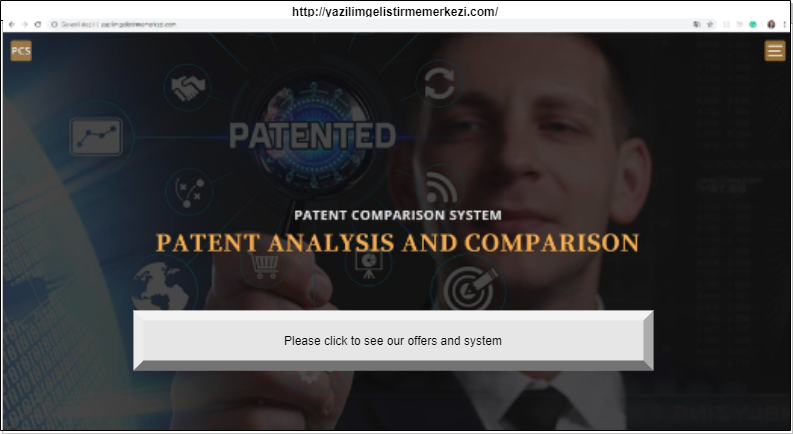 http://yazilimgelistirmemerkezi.com/
PCS
PATENTED
PATENT COMPARISON SYSTEM
PATENT ANALYSIS AND COMPARISON
Please click to see our offers and system